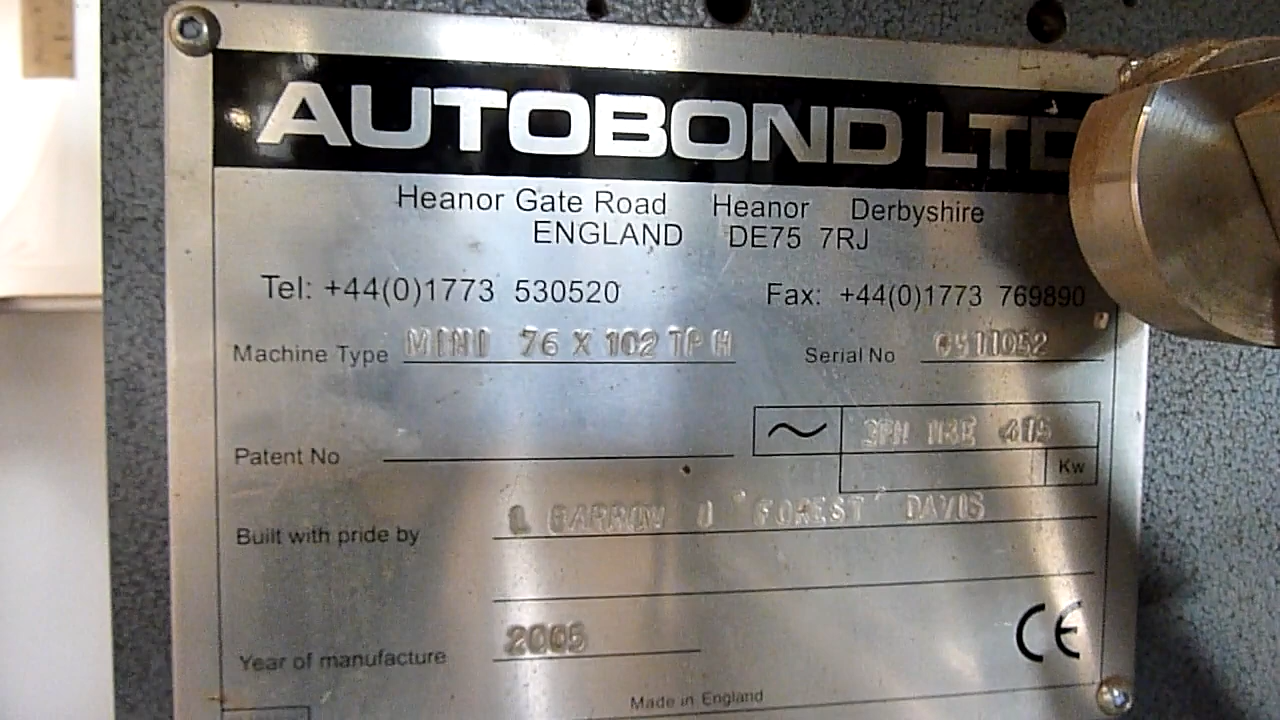 AUTOBOND LTD
Heanor Gate Road Heanor Derbyshire
ENGLAND DE75 7RJ
Tel: +44(0)1773 530520 Fax: +44(0)1773 769890
Machine Type MINI 76 X 102 TP H Serial No 0511052
Patent No 3PH N&E 415
Kw
Built with pride by L BARROW J "FOREST" DAVIS
Year of manufacture 2005
CE
Made in England